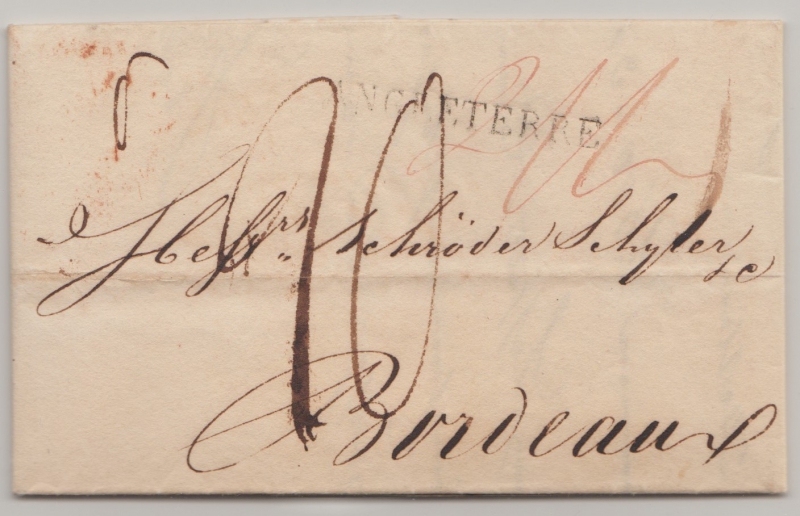 ANGLETERRE
Messrs. Schröder Schyler
& c
Bordeaux